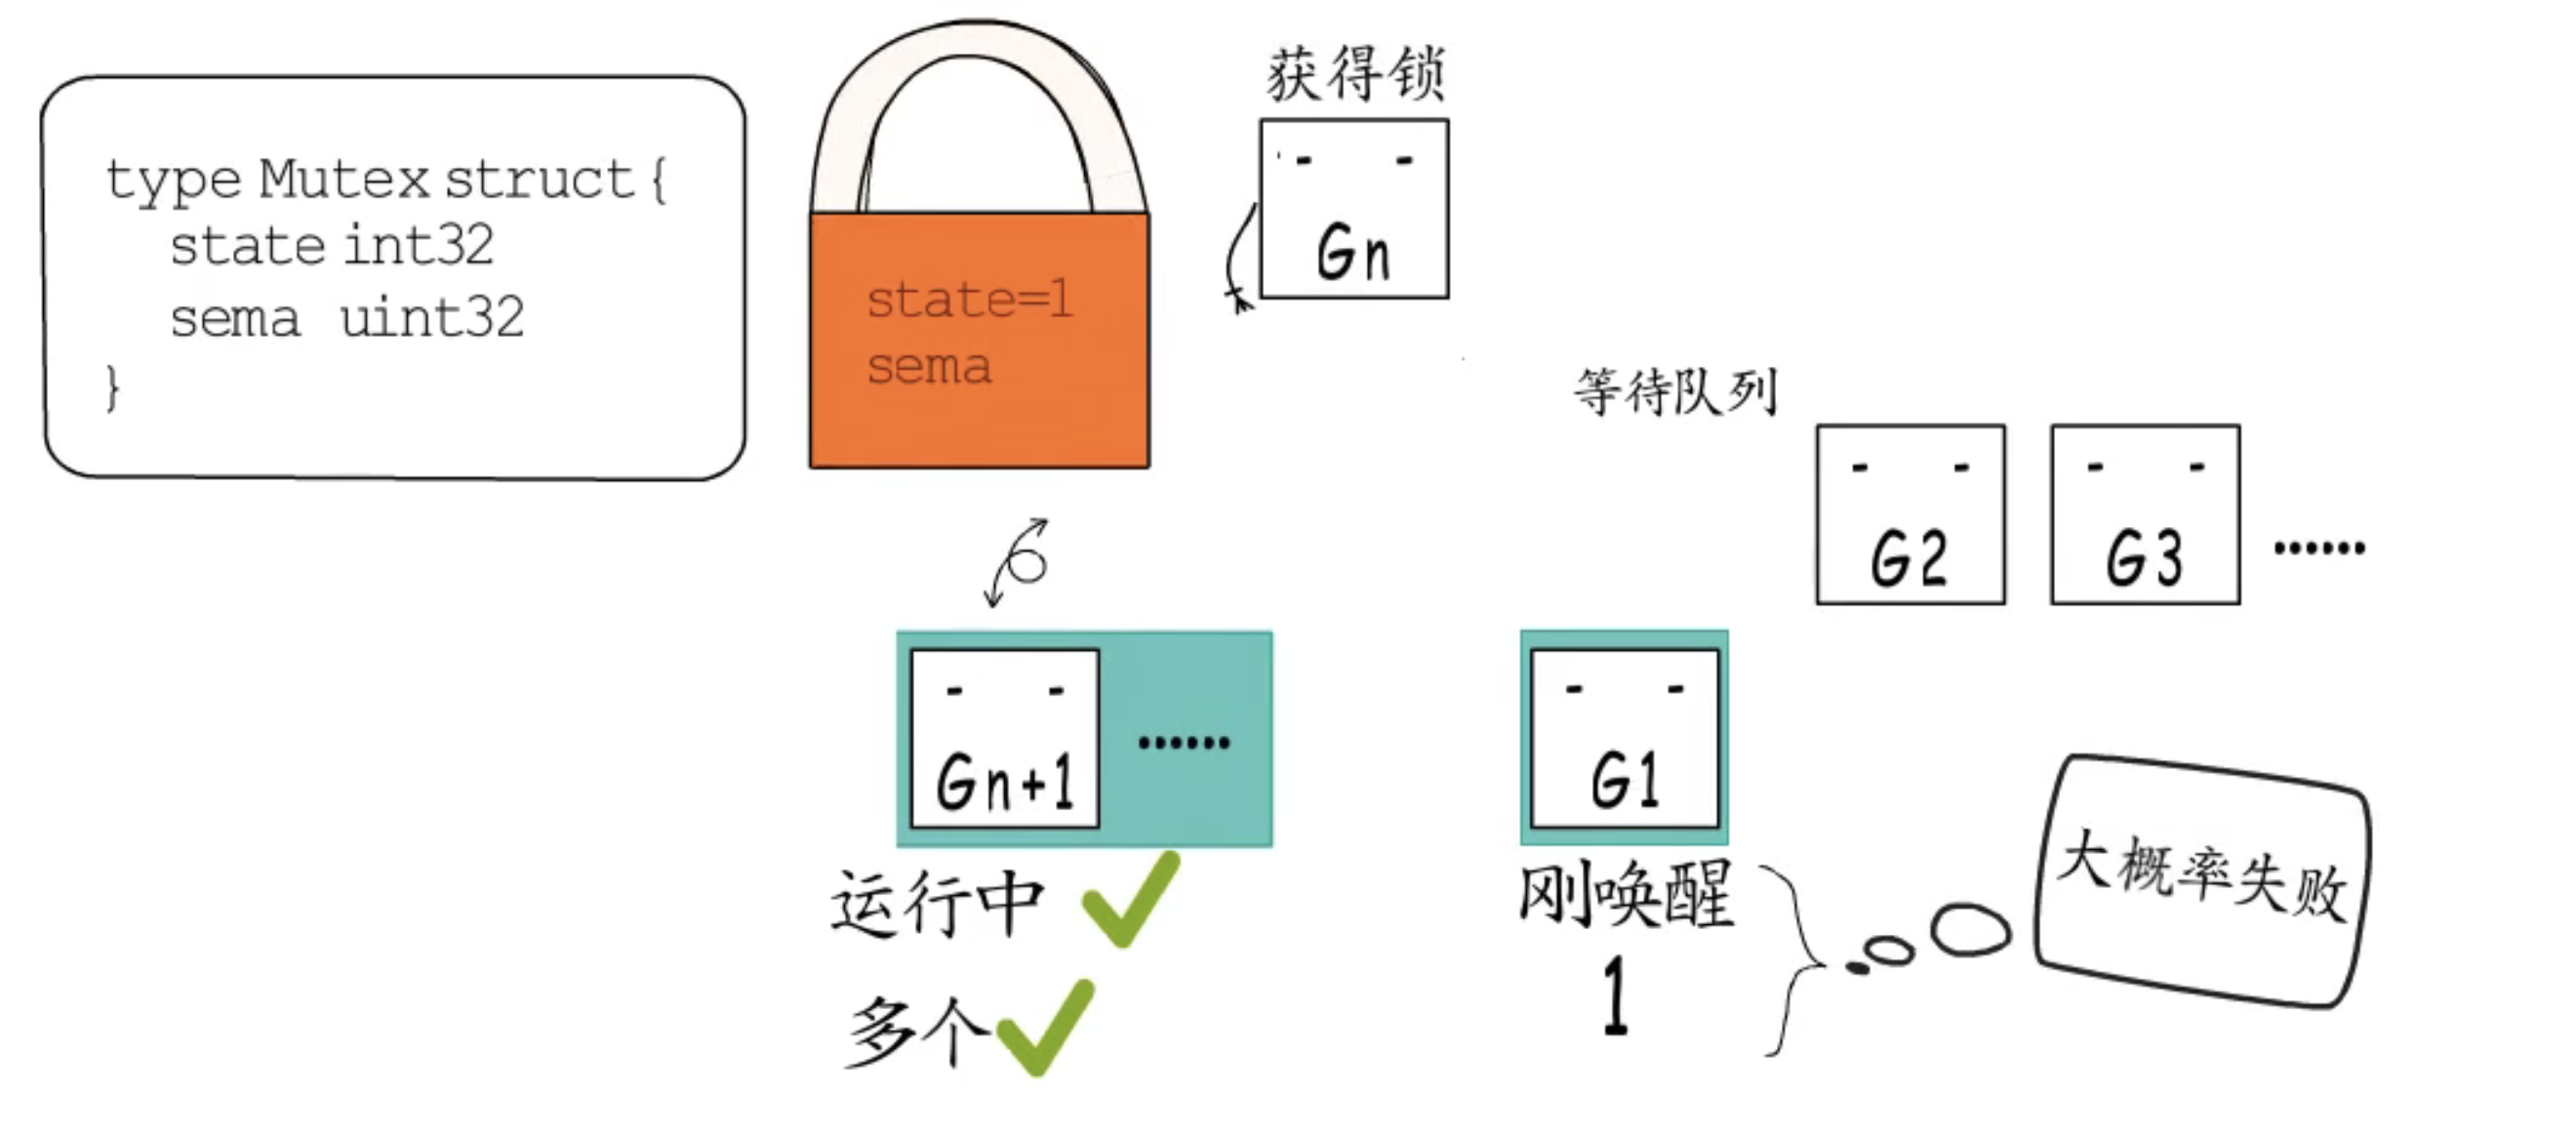 type Mutex struct {
state int32
sema uint32
}
state=1
sema
获得锁
Gn
等待队列
G2
G3
......
Gn+1
......
运行中
多个
G1
刚唤醒
1
大概率失败